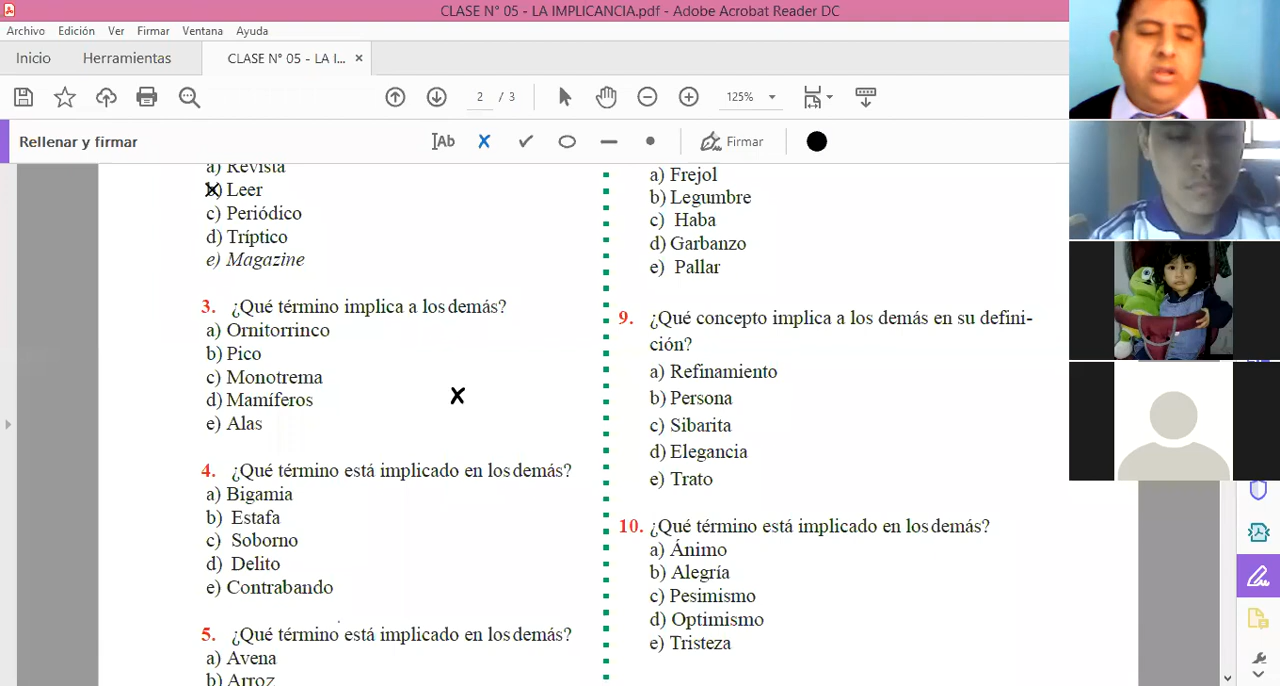 CLASE N° 05 - LA IMPLICANCIA.pdf - Adobe Acrobat Reader DC
Archivo Edición Ver Firmar Ventana Ayuda
Inicio Herramientas CLASE N° 05 - LA I... ×
2 / 3 125%
Rellenar y firmar Ab Firmar
a) Revista
b) Leer
c) Periódico
d) Tríptico
e) Magazine
3. ¿Qué término implica a los demás?
a) Ornitorrinco
b) Pico
c) Monotrema
d) Mamíferos
e) Alas
4. ¿Qué término está implicado en los demás?
a) Bigamia
b) Estafa
c) Soborno
d) Delito
e) Contrabando
5. ¿Qué término está implicado en los demás?
a) Avena
b) Arroz
a) Frejol
b) Legumbre
c) Haba
d) Garbanzo
e) Pallar
9. ¿Qué concepto implica a los demás en su defini-
ción?
a) Refinamiento
b) Persona
c) Sibarita
d) Elegancia
e) Trato
10. ¿Qué término está implicado en los demás?
a) Ánimo
b) Alegría
c) Pesimismo
d) Optimismo
e) Tristeza